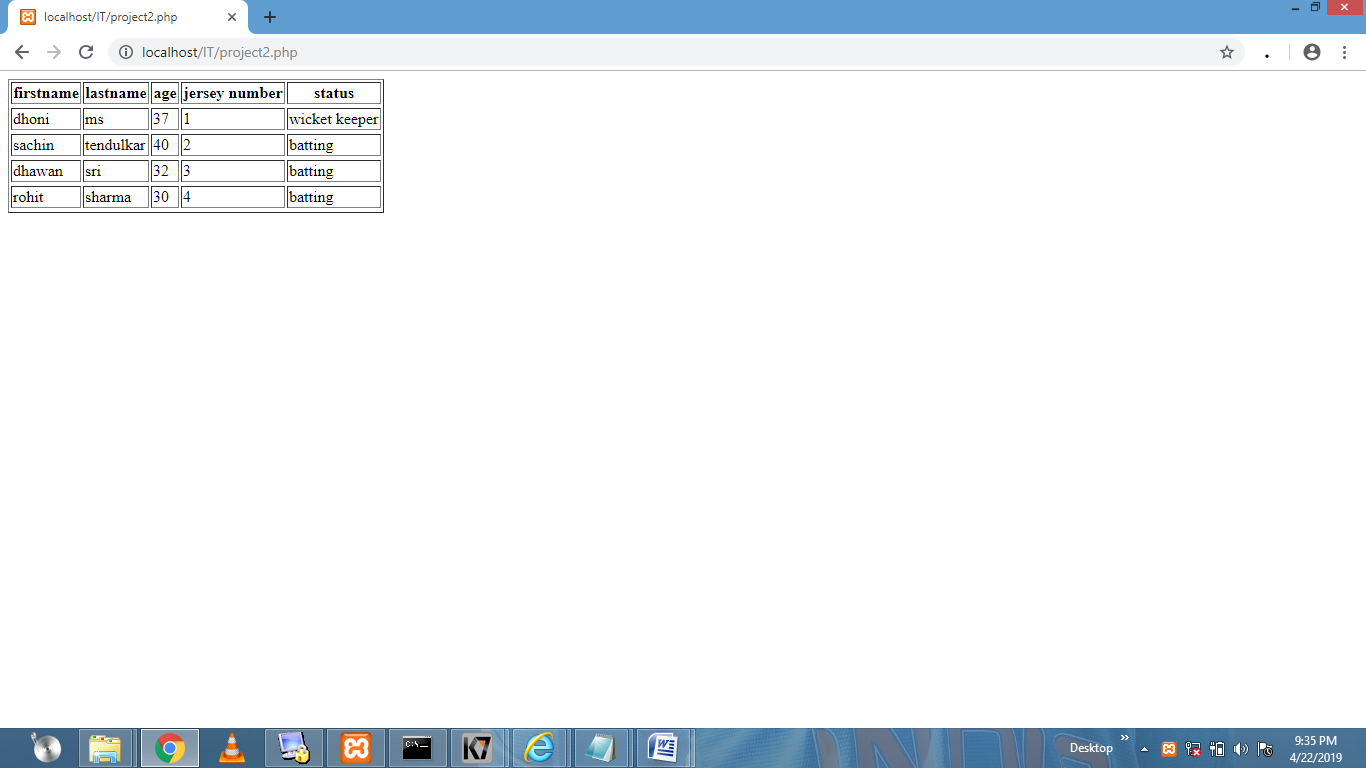 localhost/IT/project2.php
localhost/IT/project2.php
firstname lastname age jersey number status
dhoni ms 37 1 wicket keeper
sachin tendulkar 40 2 batting
dhawan sri 32 3 batting
rohit sharma 30 4 batting
Desktop
9:35 PM
4/22/2019